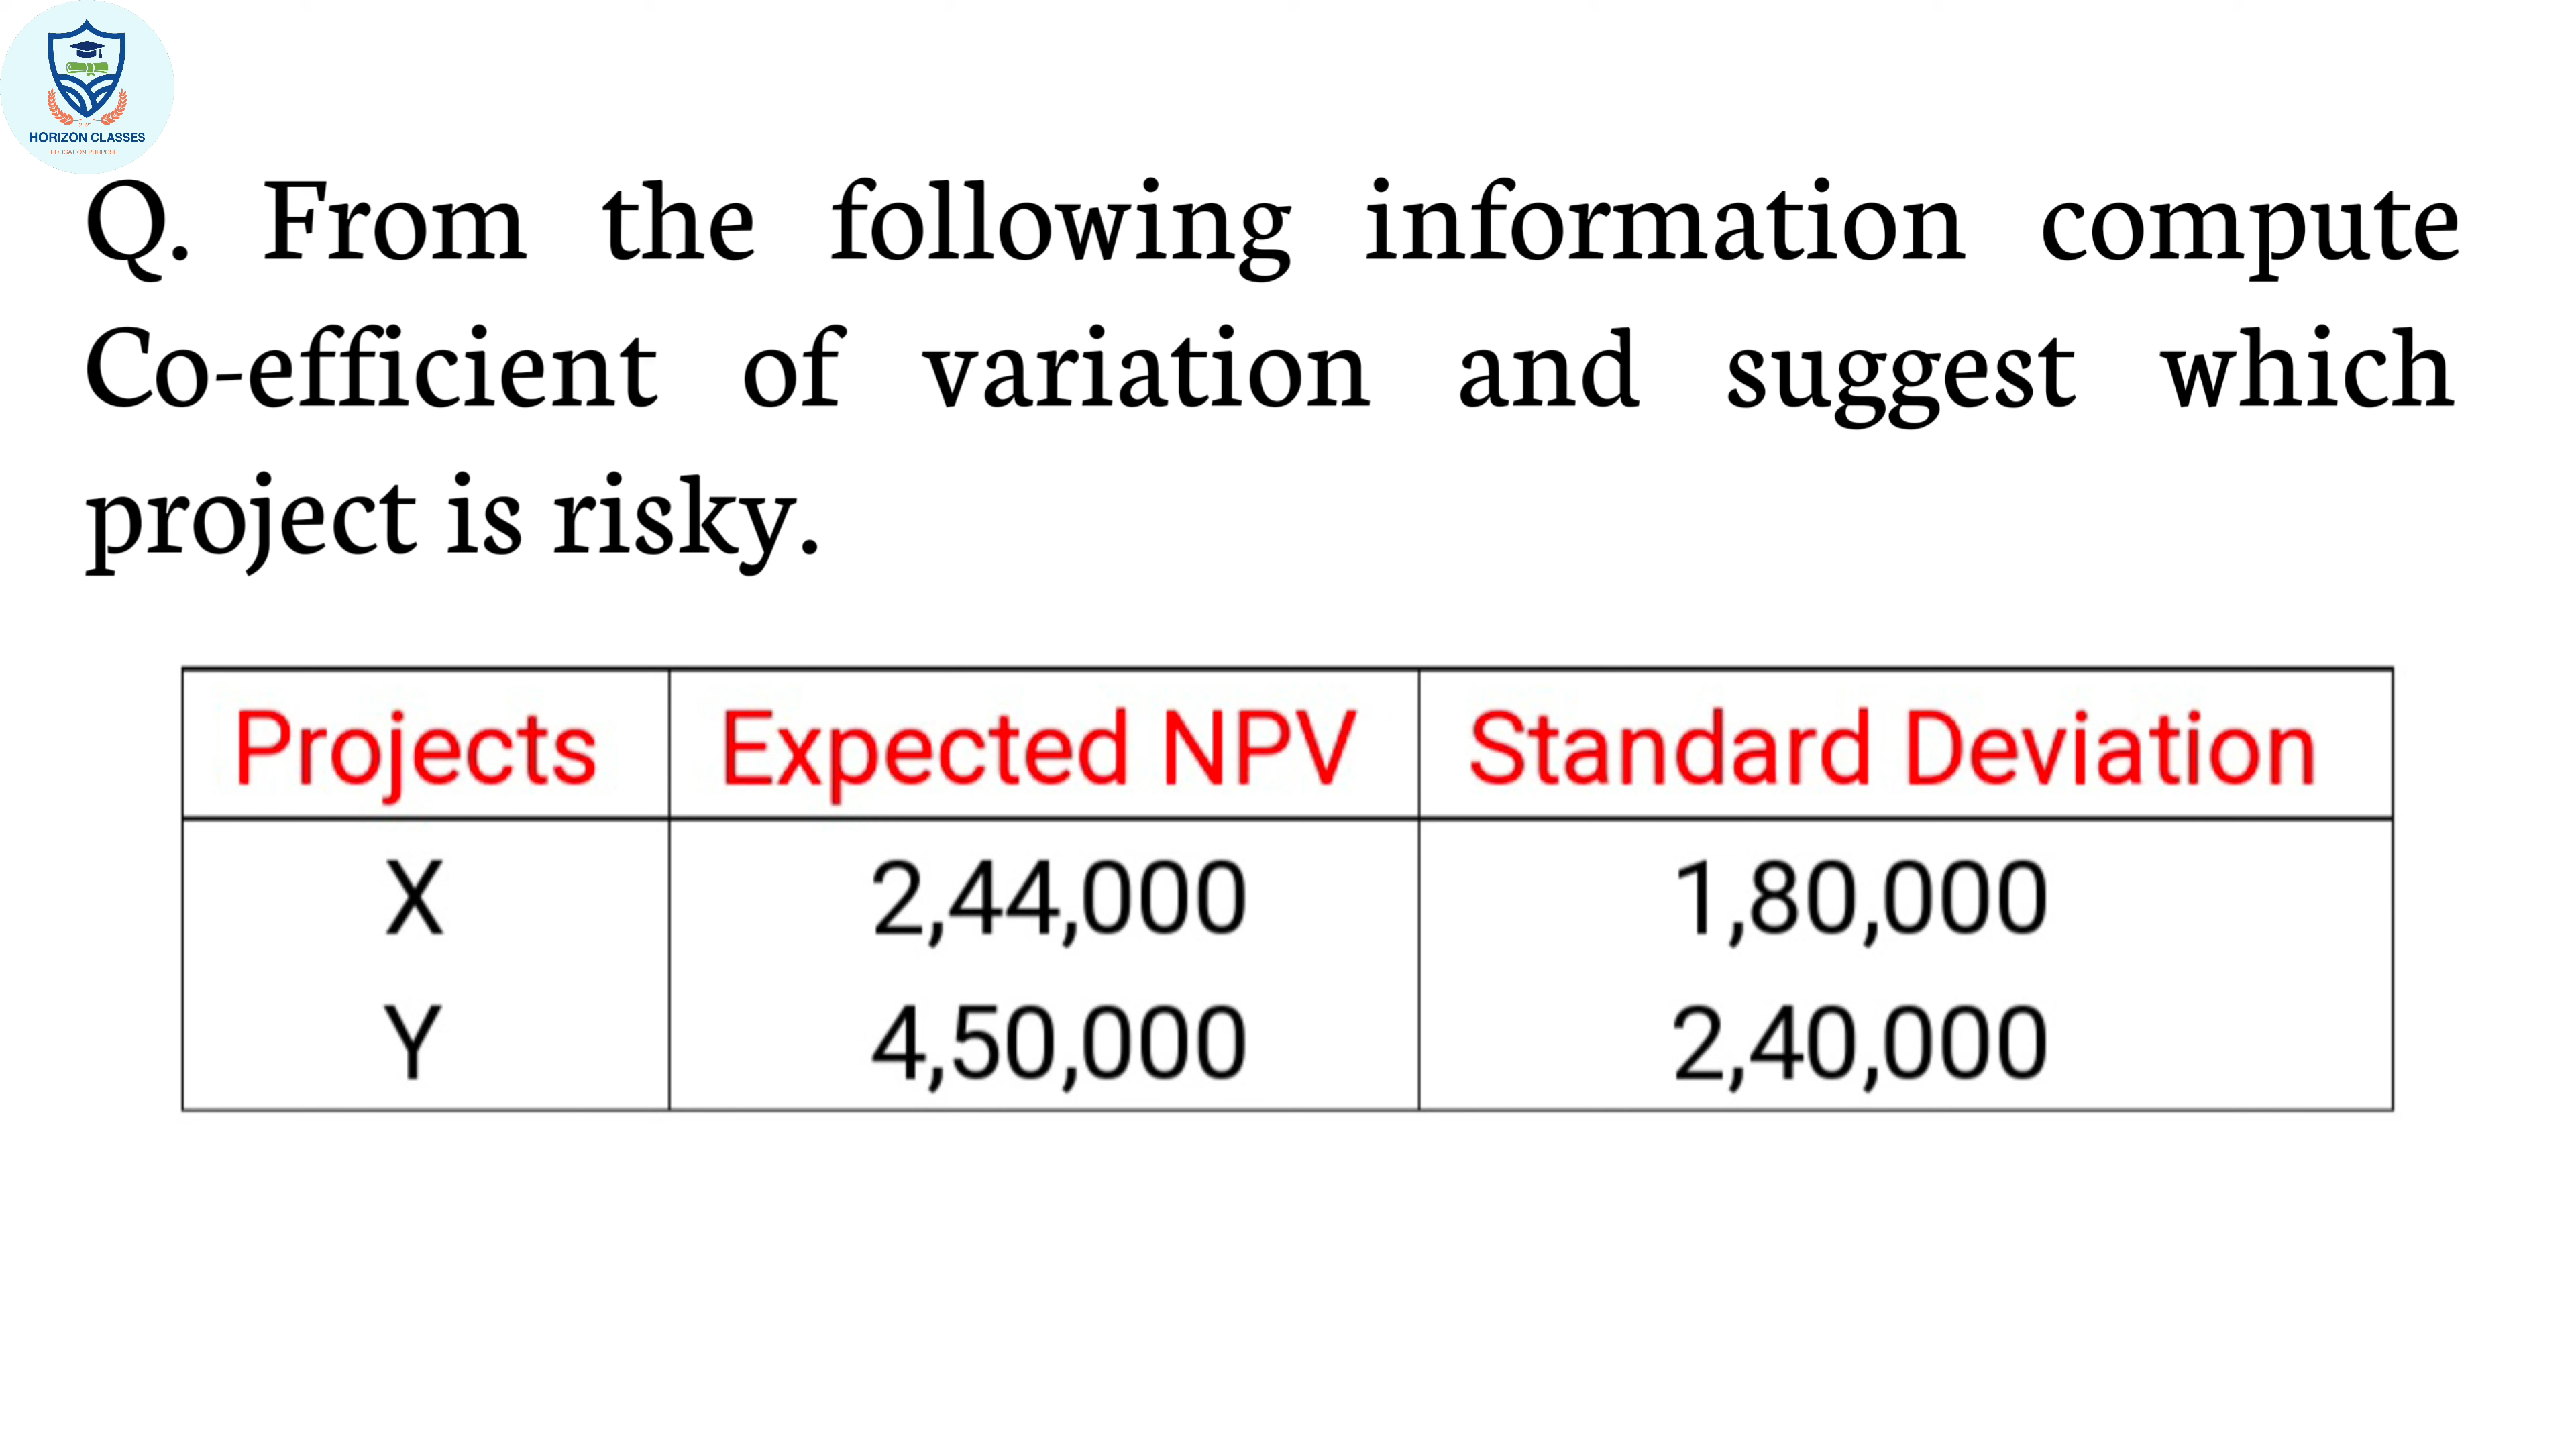 2021
HORIZON CLASSES
EDUCATION PURPOSE
Q. From the following information compute
Co-efficient of variation and suggest which
project is risky.
Projects Expected NPV Standard Deviation
X 2,44,000 1,80,000
Y 4,50,000 2,40,000